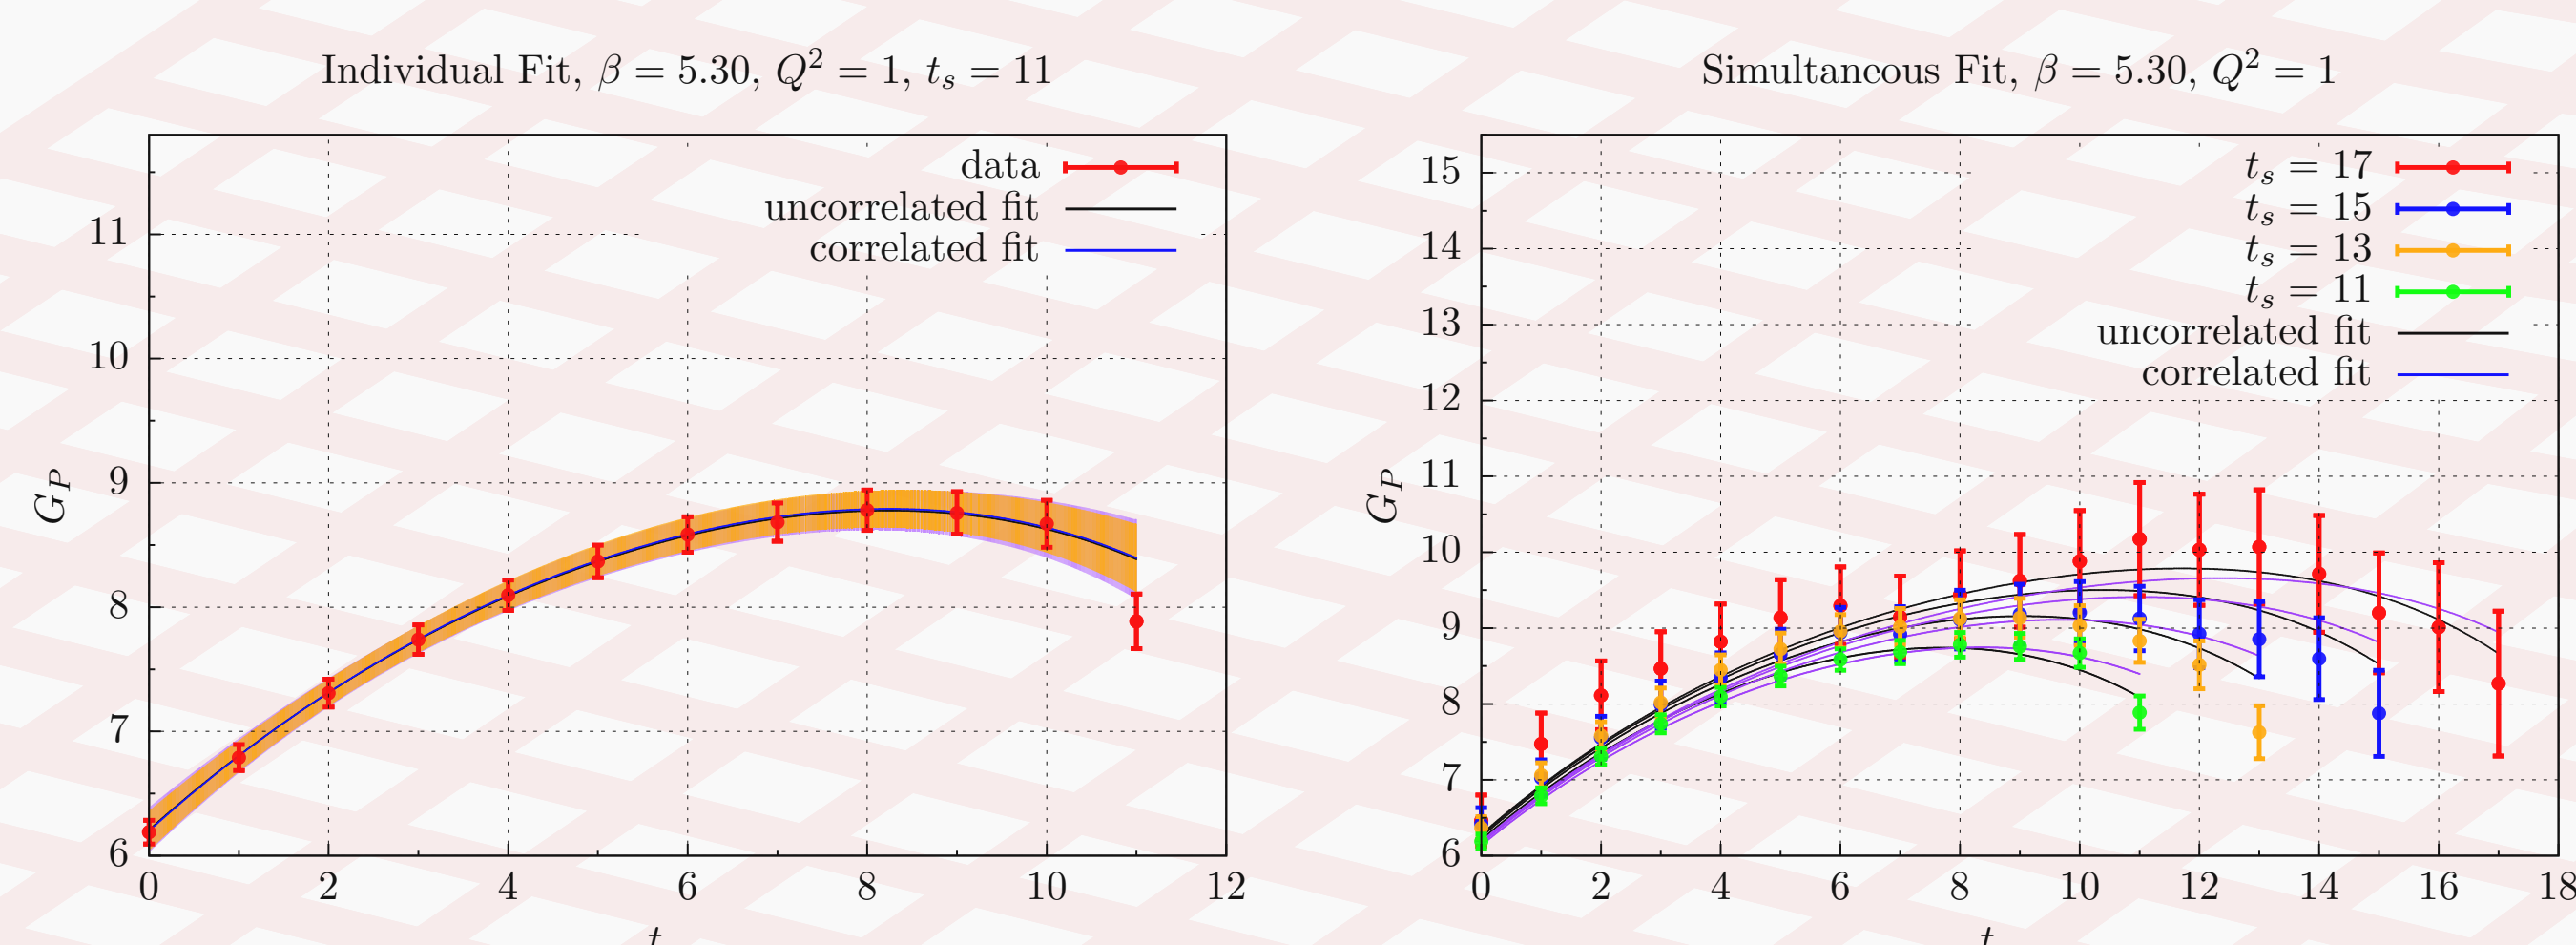 Individual Fit, β = 5.30, Q² = 1, tₛ = 11
data
uncorrelated fit
correlated fit
11
10
9
8
7
6
G_P
0 2 4 6 8 10 12
t
Simultaneous Fit, β = 5.30, Q² = 1
tₛ = 17
tₛ = 15
tₛ = 13
tₛ = 11
uncorrelated fit
correlated fit
15
14
13
12
11
10
9
8
7
6
G_P
0 2 4 6 8 10 12 14 16 18
t